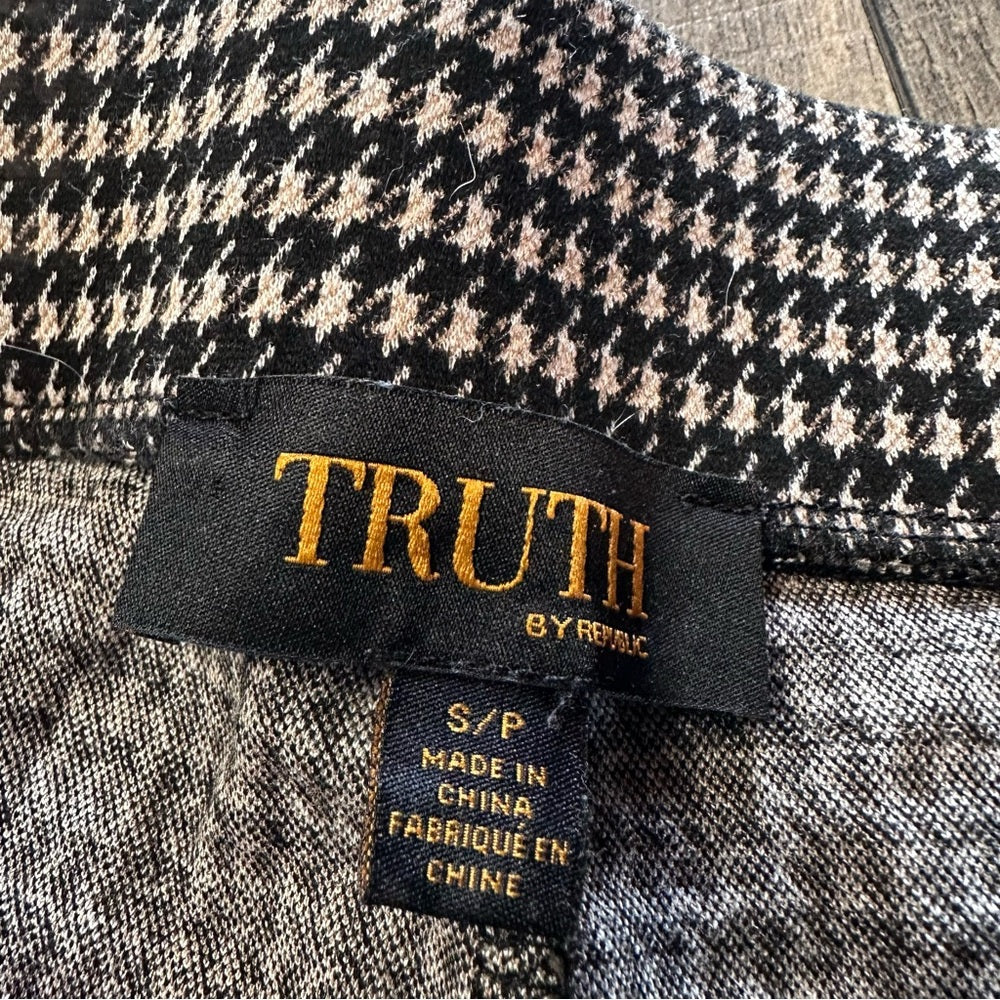 TRUTH
BY REPUBLIC
S/P
MADE IN
CHINA
FABRIQUÉ EN
CHINE